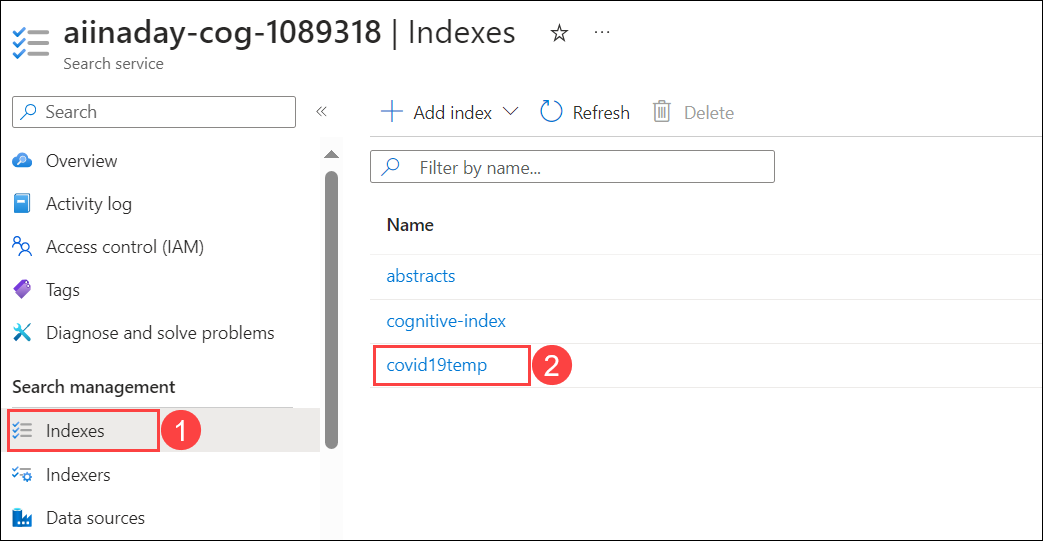 aiinaday-cog-1089318 | Indexes ☆ ...
Search service
Search «
Overview
Activity log
Access control (IAM)
Tags
Diagnose and solve problems
Search management
Indexes 1
Indexers
Data sources
+ Add index Refresh Delete
Filter by name...
Name
abstracts
cognitive-index
covid19temp 2